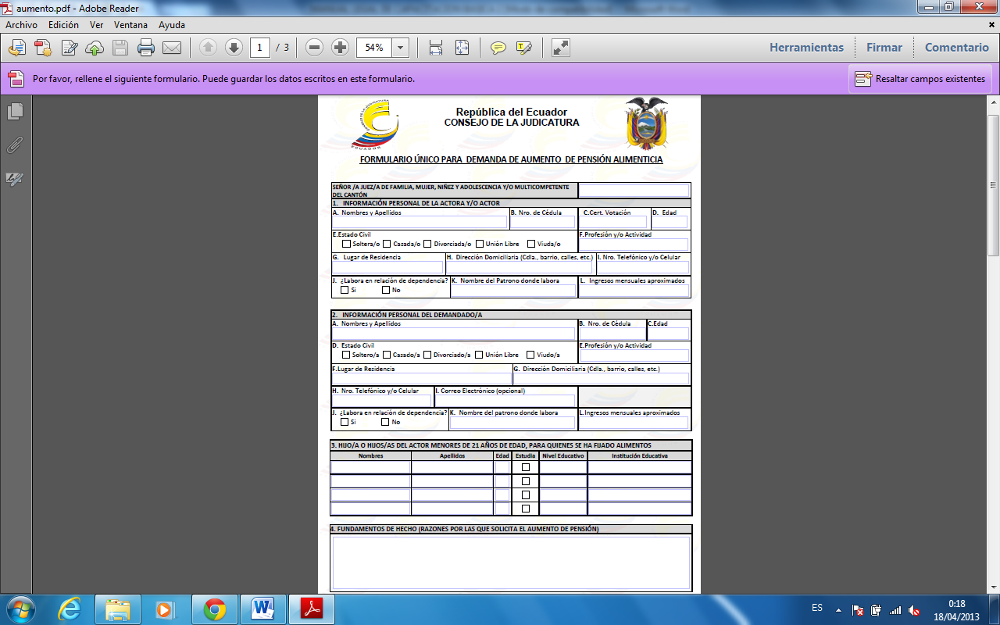 aumento.pdf - Adobe Reader
Archivo Edición Ver Ventana Ayuda
1 / 3 54% Herramientas Firmar Comentario
Por favor, rellene el siguiente formulario. Puede guardar los datos escritos en este formulario. Resaltar campos existentes
República del Ecuador
CONSEJO DE LA JUDICATURA
ECUADOR
FORMULARIO ÚNICO PARA DEMANDA DE AUMENTO DE PENSIÓN ALIMENTICIA
SEÑOR /A JUEZ/A DE FAMILIA, MUJER, NIÑEZ Y ADOLESCENCIA Y/O MULTICOMPETENTE
DEL CANTÓN
1. INFORMACIÓN PERSONAL DE LA ACTORA Y/O ACTOR
A. Nombres y Apellidos B. Nro. de Cédula C.Cert. Votación D. Edad
E.Estado Civil F.Profesión y/o Actividad
Soltera/o Casada/o Divorciada/o Unión Libre Viuda/o
G. Lugar de Residencia H. Dirección Domiciliaria (Cdla., barrio, calles, etc.) I. Nro. Telefónico y/o Celular
J. ¿Labora en relación de dependencia? K. Nombre del Patrono donde labora L. Ingresos mensuales aproximados
Si No
2. INFORMACIÓN PERSONAL DEL DEMANDADO/A
A. Nombres y Apellidos B. Nro. de Cédula C.Edad
D. Estado Civil E.Profesión y/o Actividad
Soltero/a Casado/a Divorciado/a Unión Libre Viudo/a
F.Lugar de Residencia G. Dirección Domiciliaria (Cdla., barrio, calles, etc.)
H. Nro. Telefónico y/o Celular I. Correo Electrónico (opcional)
J. ¿Labora en relación de dependencia? K. Nombre del patrono donde labora L.Ingresos mensuales aproximados
Si No
3. HIJO/A O HIJOS/AS DEL ACTOR MENORES DE 21 AÑOS DE EDAD, PARA QUIENES SE HA FIJADO ALIMENTOS
Nombres Apellidos Edad Estudia Nivel Educativo Institución Educativa
4. FUNDAMENTOS DE HECHO (RAZONES POR LAS QUE SOLICITA EL AUMENTO DE PENSIÓN)
ES 0:18
18/04/2013